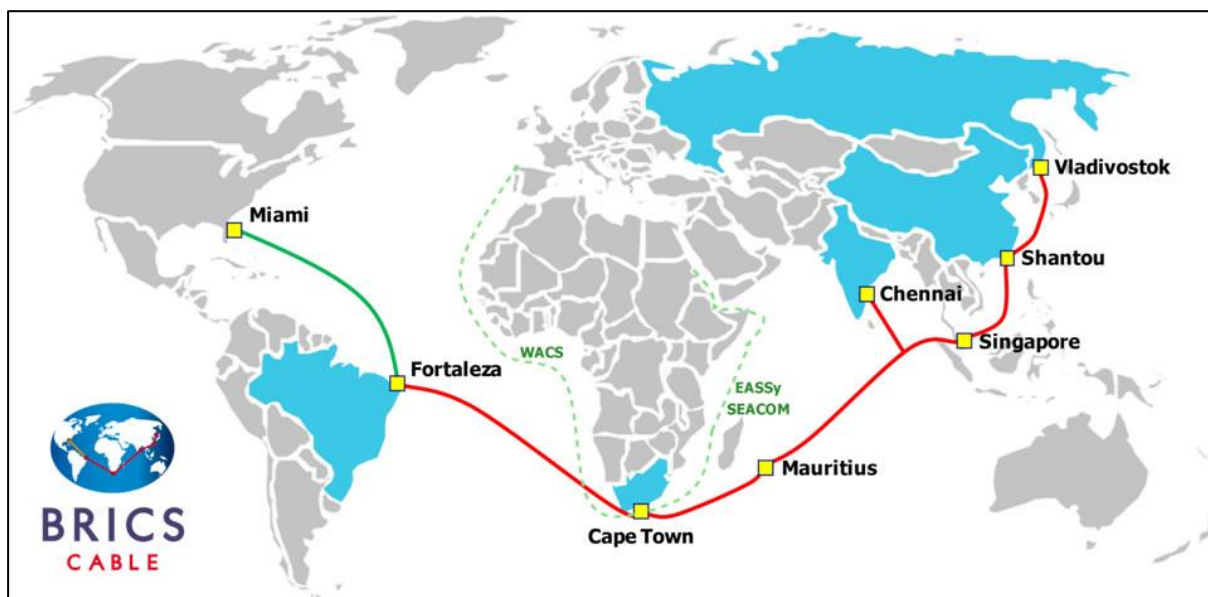 Vladivostok
Miami
Shantou
Chennai
Singapore
WACS
Fortaleza
EASSy
SEACOM
Mauritius
BRICS
CABLE
Cape Town